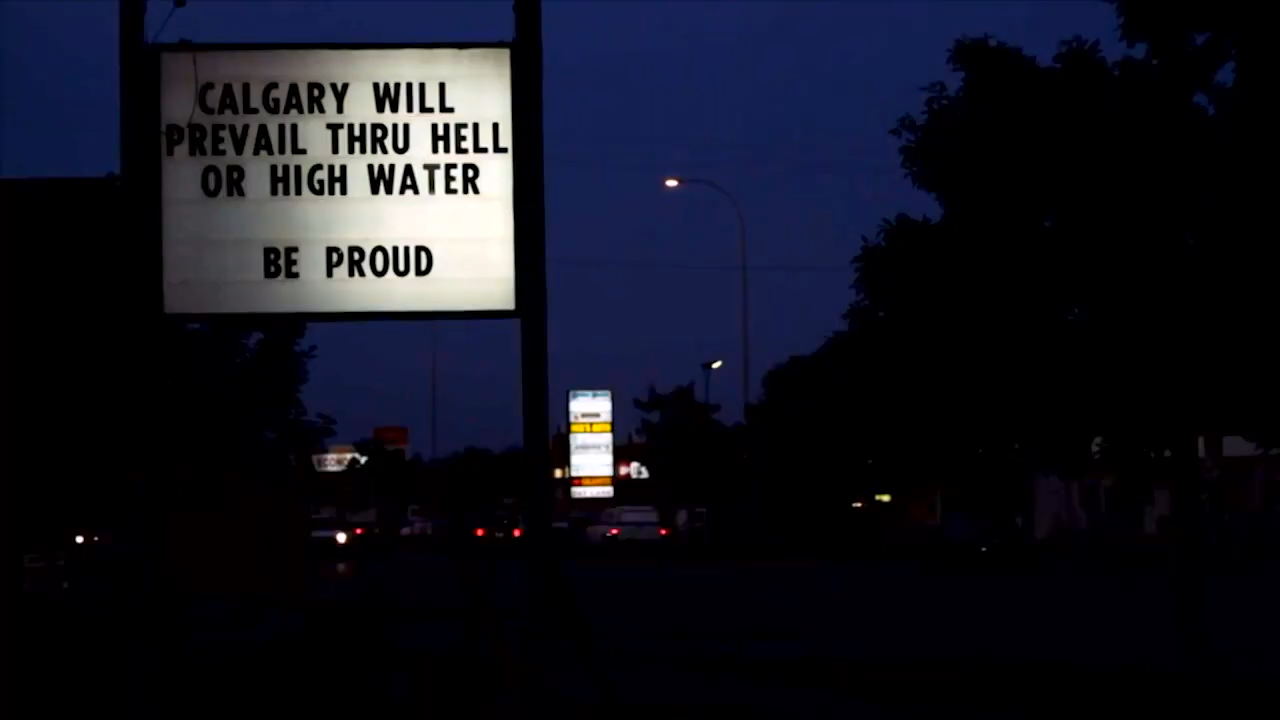 CALGARY WILL
PREVAIL THRU HELL
OR HIGH WATER
BE PROUD